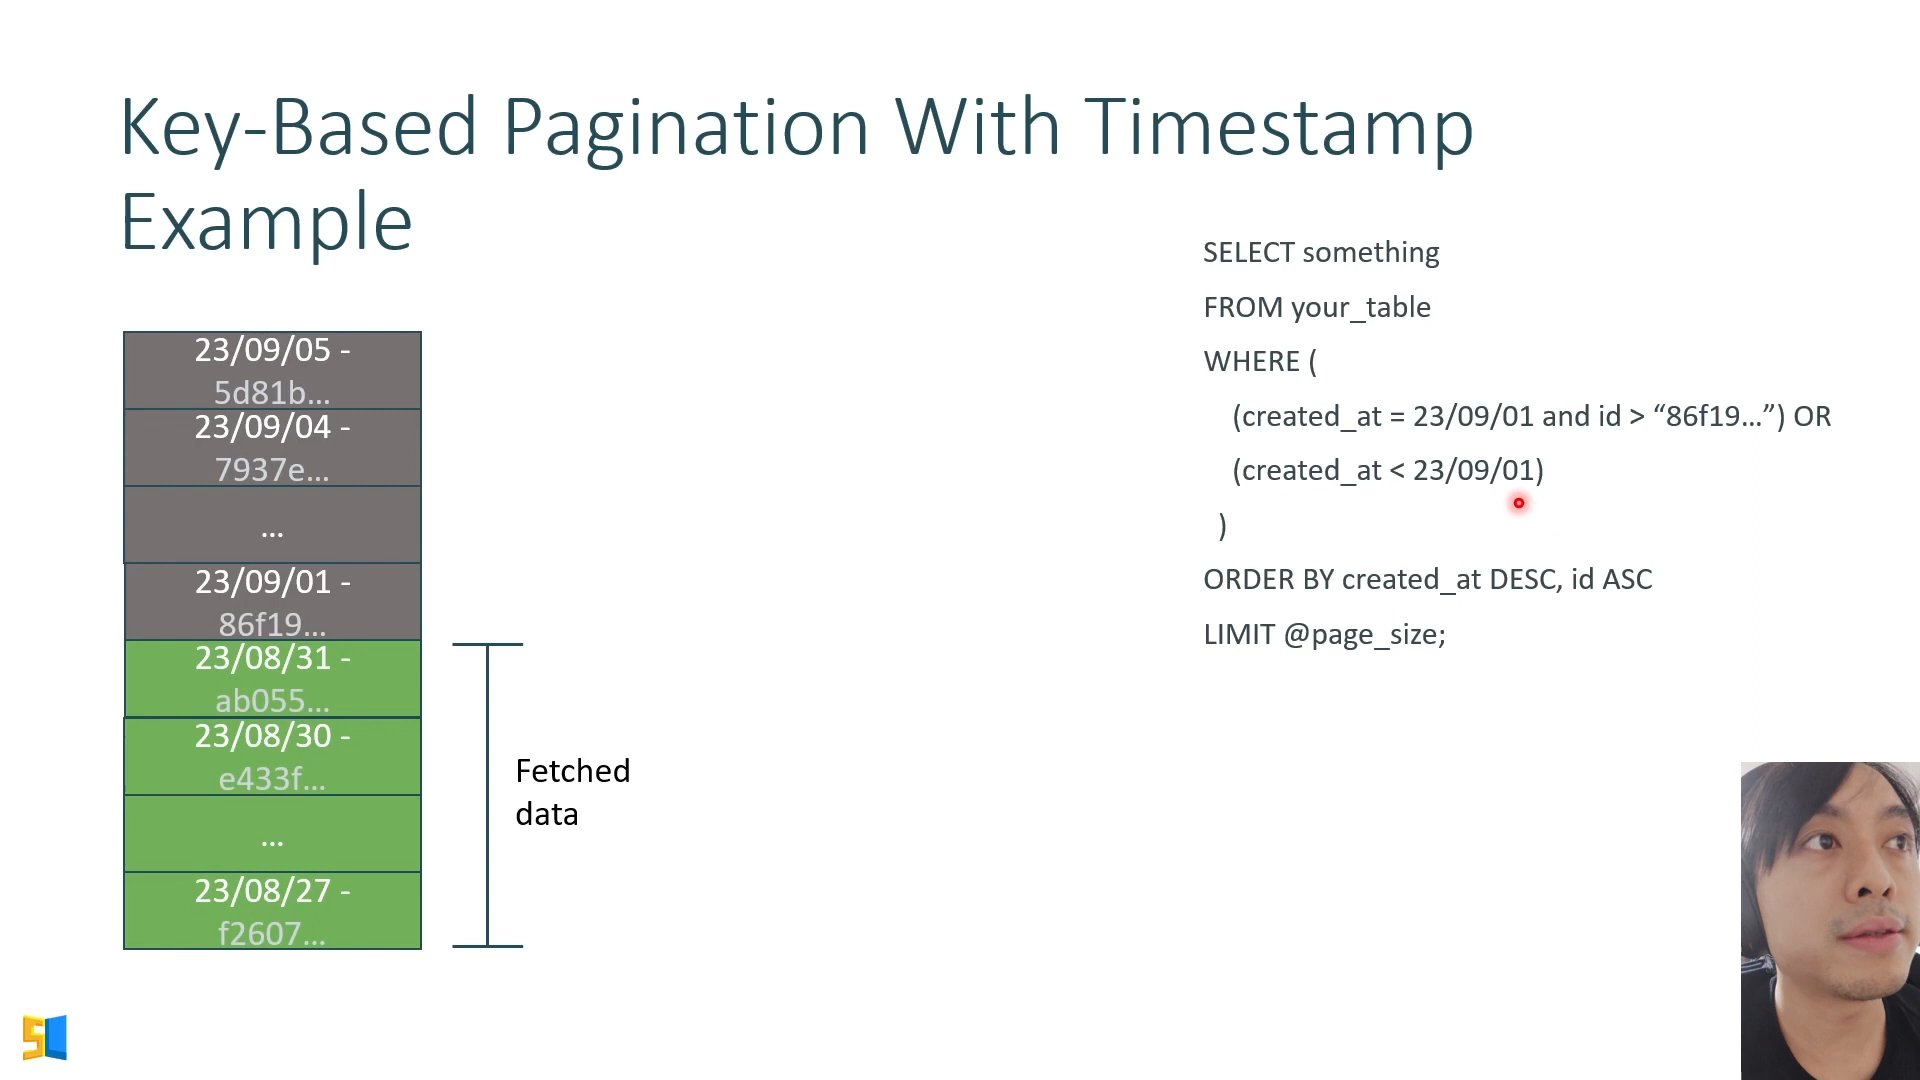 Key-Based Pagination With Timestamp
Example
SELECT something
FROM your_table
WHERE (
(created_at = 23/09/01 and id > “86f19…”) OR
(created_at < 23/09/01)
)
ORDER BY created_at DESC, id ASC
LIMIT @page_size;
23/09/05 -
5d81b…
23/09/04 -
7937e…
…
23/09/01 -
86f19…
23/08/31 -
ab055…
23/08/30 -
e433f…
…
23/08/27 -
f2607…
Fetched
data